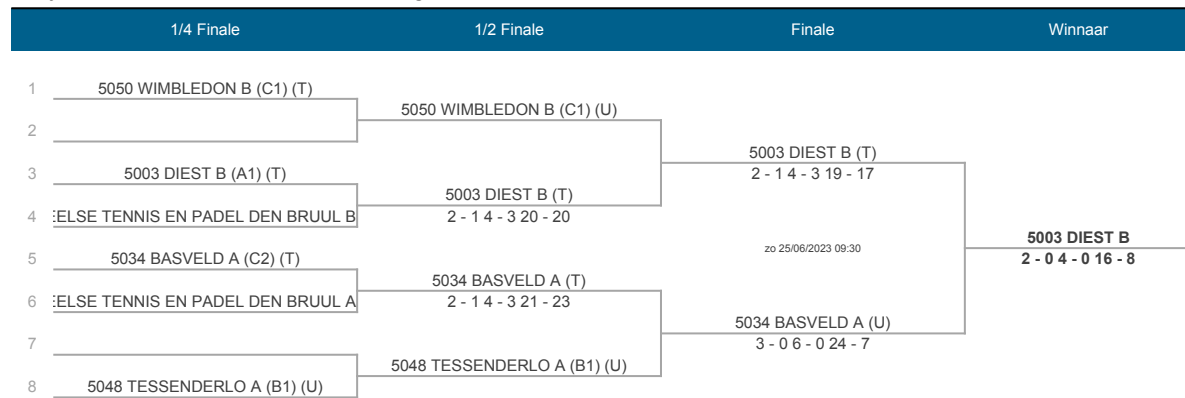 1/4 Finale 1/2 Finale Finale Winnaar
1 5050 WIMBLEDON B (C1) (T)
5050 WIMBLEDON B (C1) (U)
2
5003 DIEST B (T)
3 5003 DIEST B (A1) (T)
2 - 1 4 - 3 19 - 17
5003 DIEST B (T)
4 ELSE TENNIS EN PADEL DEN BRUUL B
2 - 1 4 - 3 20 - 20
5003 DIEST B
zo 25/06/2023 09:30
5 5034 BASVELD A (C2) (T)
2 - 0 4 - 0 16 - 8
5034 BASVELD A (T)
6 ELSE TENNIS EN PADEL DEN BRUUL A
2 - 1 4 - 3 21 - 23
5034 BASVELD A (U)
7
3 - 0 6 - 0 24 - 7
5048 TESSENDERLO A (B1) (U)
8 5048 TESSENDERLO A (B1) (U)